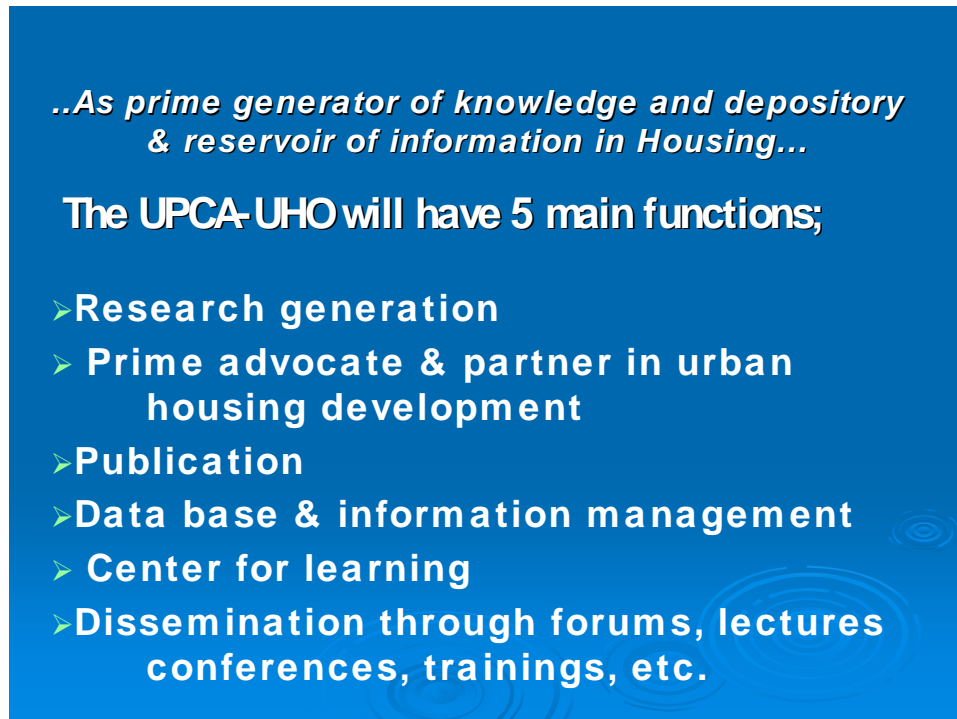 ..As prime generator of knowledge and depository
& reservoir of information in Housing...
The UPCA-UHO will have 5 main functions;
➢Research generation
➢ Prime advocate & partner in urban
housing development
➢Publication
➢Data base & information management
➢ Center for learning
➢Dissemination through forums, lectures
conferences, trainings, etc.